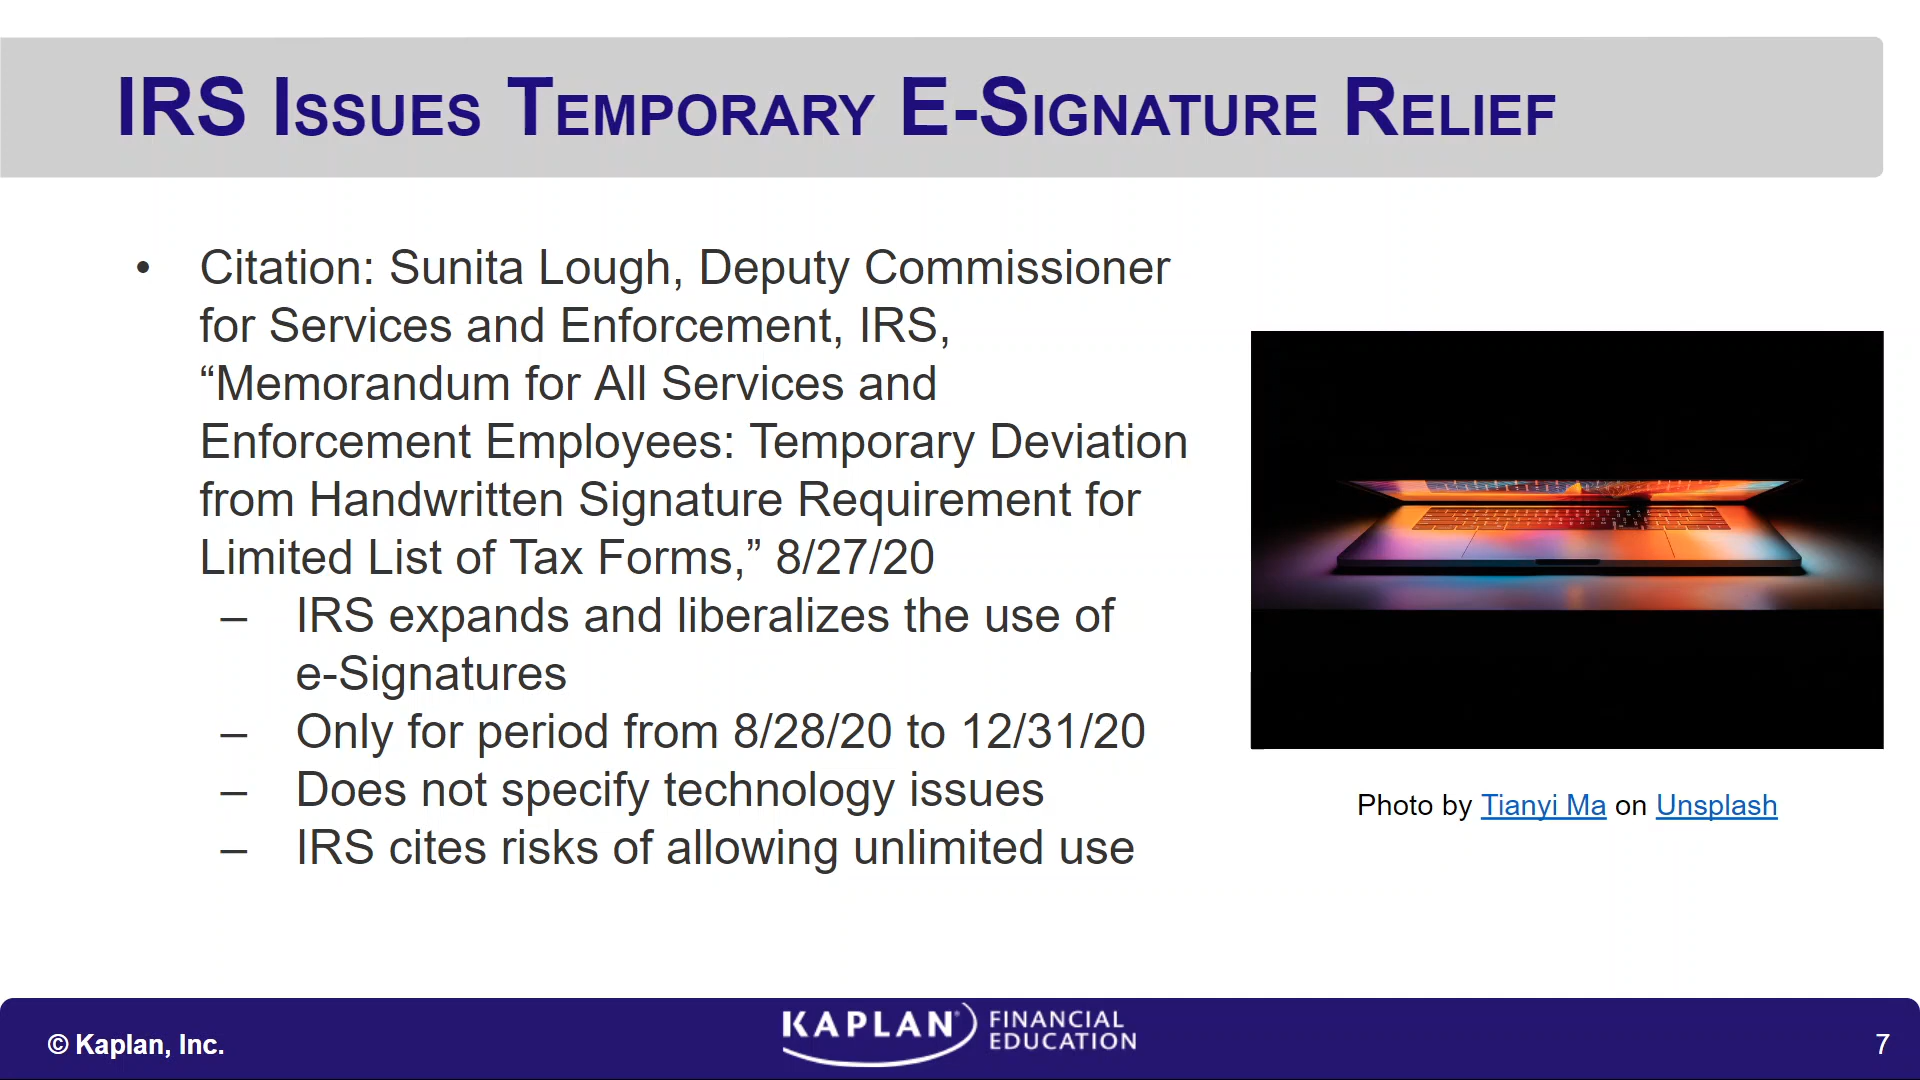 IRS Issues Temporary E-Signature Relief
• Citation: Sunita Lough, Deputy Commissioner
for Services and Enforcement, IRS,
“Memorandum for All Services and
Enforcement Employees: Temporary Deviation
from Handwritten Signature Requirement for
Limited List of Tax Forms,” 8/27/20
– IRS expands and liberalizes the use of
e-Signatures
– Only for period from 8/28/20 to 12/31/20
– Does not specify technology issues
– IRS cites risks of allowing unlimited use
Photo by Tianyi Ma on Unsplash
© Kaplan, Inc.
KAPLAN® FINANCIAL
EDUCATION
7